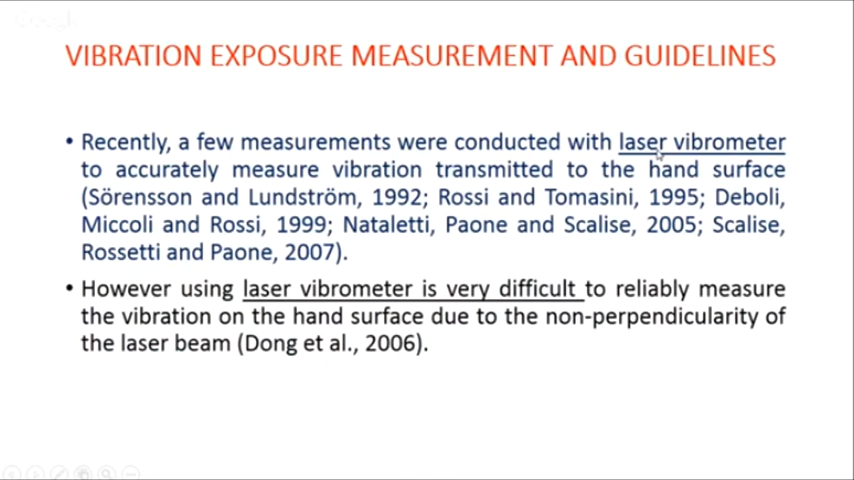 VIBRATION EXPOSURE MEASUREMENT AND GUIDELINES
• Recently, a few measurements were conducted with laser vibrometer
to accurately measure vibration transmitted to the hand surface
(Sörensson and Lundström, 1992; Rossi and Tomasini, 1995; Deboli,
Miccoli and Rossi, 1999; Nataletti, Paone and Scalise, 2005; Scalise,
Rossetti and Paone, 2007).
• However using laser vibrometer is very difficult to reliably measure
the vibration on the hand surface due to the non-perpendicularity of
the laser beam (Dong et al., 2006).